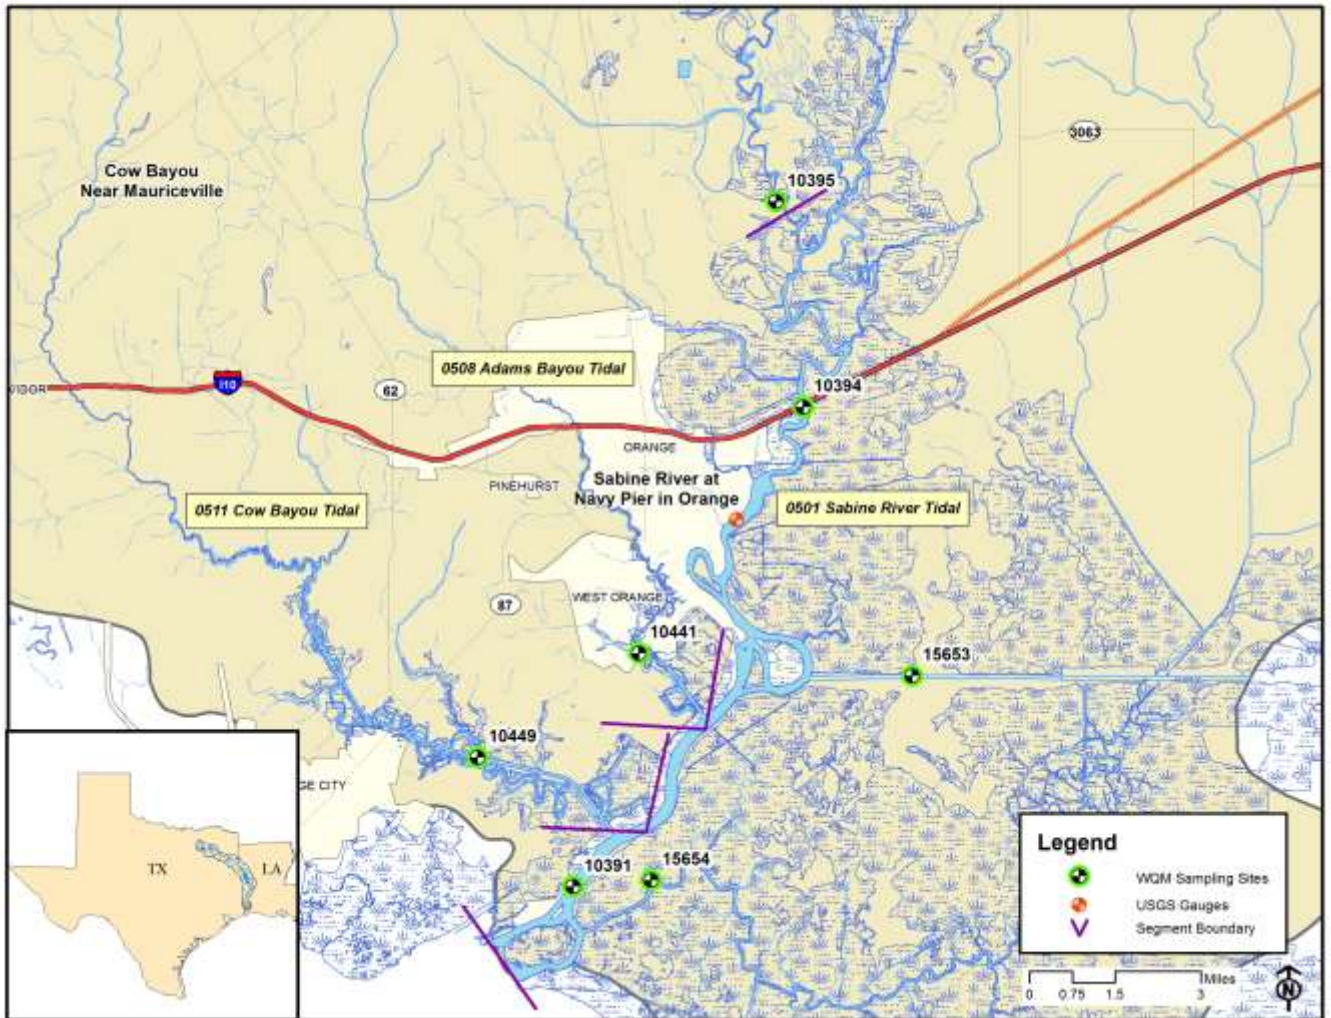 3063
Cow Bayou
Near Mauriceville
10395
VIDOR
I10
62
0508 Adams Bayou Tidal
10394
ORANGE
PINEHURST
Sabine River at
Navy Pier in Orange
0511 Cow Bayou Tidal
0501 Sabine River Tidal
87
WEST ORANGE
10441
15653
10449
GE CITY
10391
15654
TX
LA
Legend
WQM Sampling Sites
USGS Gauges
Segment Boundary
0 0.75 1.5 3 Miles
N